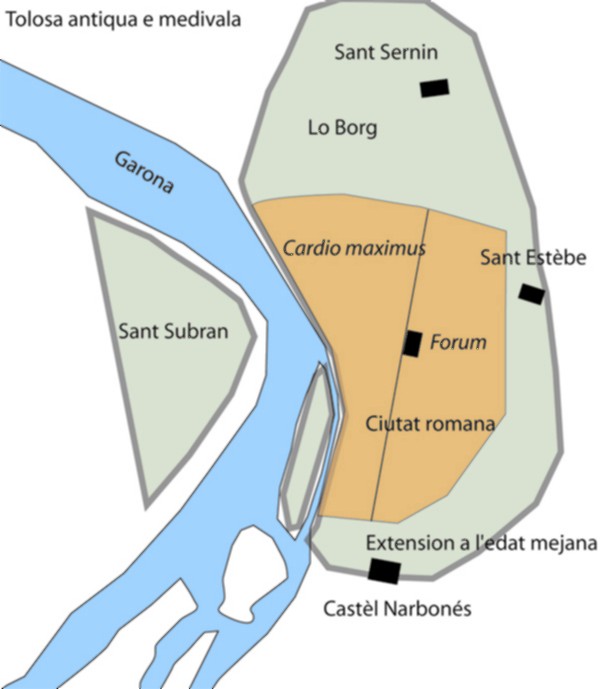 Tolosa antiqua e medivala
Sant Sernin
Lo Borg
Garona
Cardio maximus
Sant Estèbe
Sant Subran
Forum
Ciutat romana
Extension a l'edat mejana
Castèl Narbonés